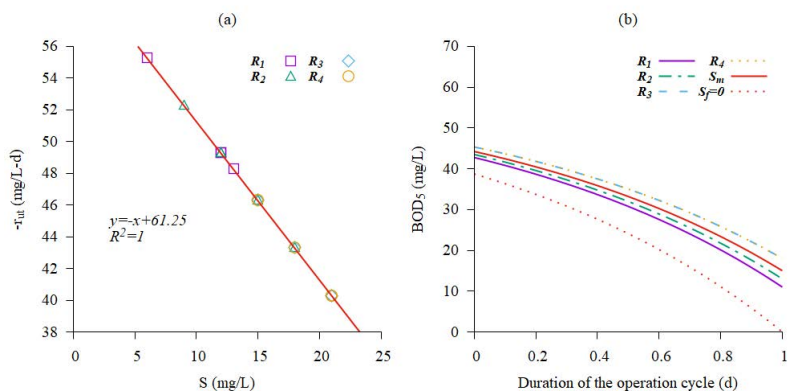 (a)
56
54
52
50
48
46
44
42
40
38
-r_ut (mg/L-d)
R1 R3
R2 R4
y=-x+61.25
R²=1
0 5 10 15 20 25
S (mg/L)
(b)
70
60
50
40
30
20
10
0
BOD5 (mg/L)
R1 R4
R2 Sm
R3 Sf=0
0 0.2 0.4 0.6 0.8 1
Duration of the operation cycle (d)